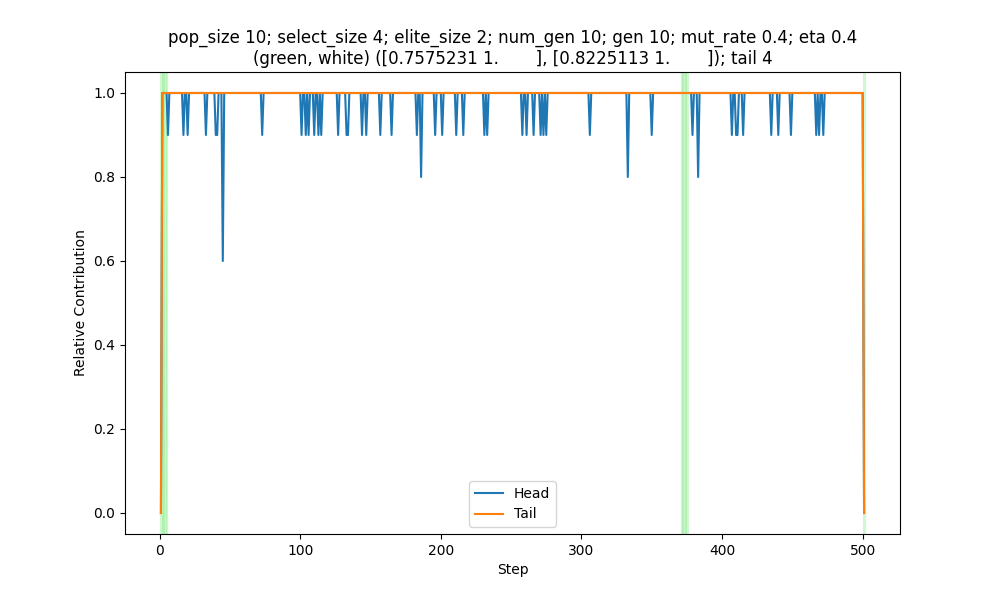 pop_size 10; select_size 4; elite_size 2; num_gen 10; gen 10; mut_rate 0.4; eta 0.4
(green, white) ([0.7575231 1.        ], [0.8225113 1.        ]); tail 4
1.0
0.8
0.6
0.4
0.2
0.0
Relative Contribution
Head
Tail
0 100 200 300 400 500
Step